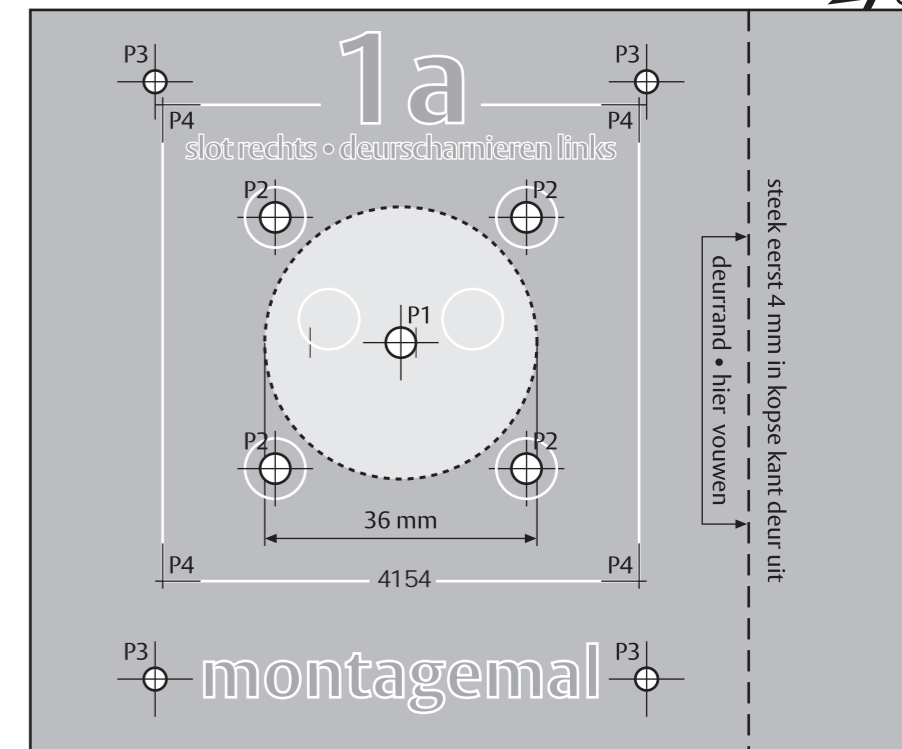 P3
1a
P3
P4
P4
slot rechts • deurscharnieren links
P2
P2
P1
P2
P2
36 mm
P4
4154
P4
P3
montagemal
P3
deurrand • hier vouwen
steek eerst 4 mm in kopse kant deur uit